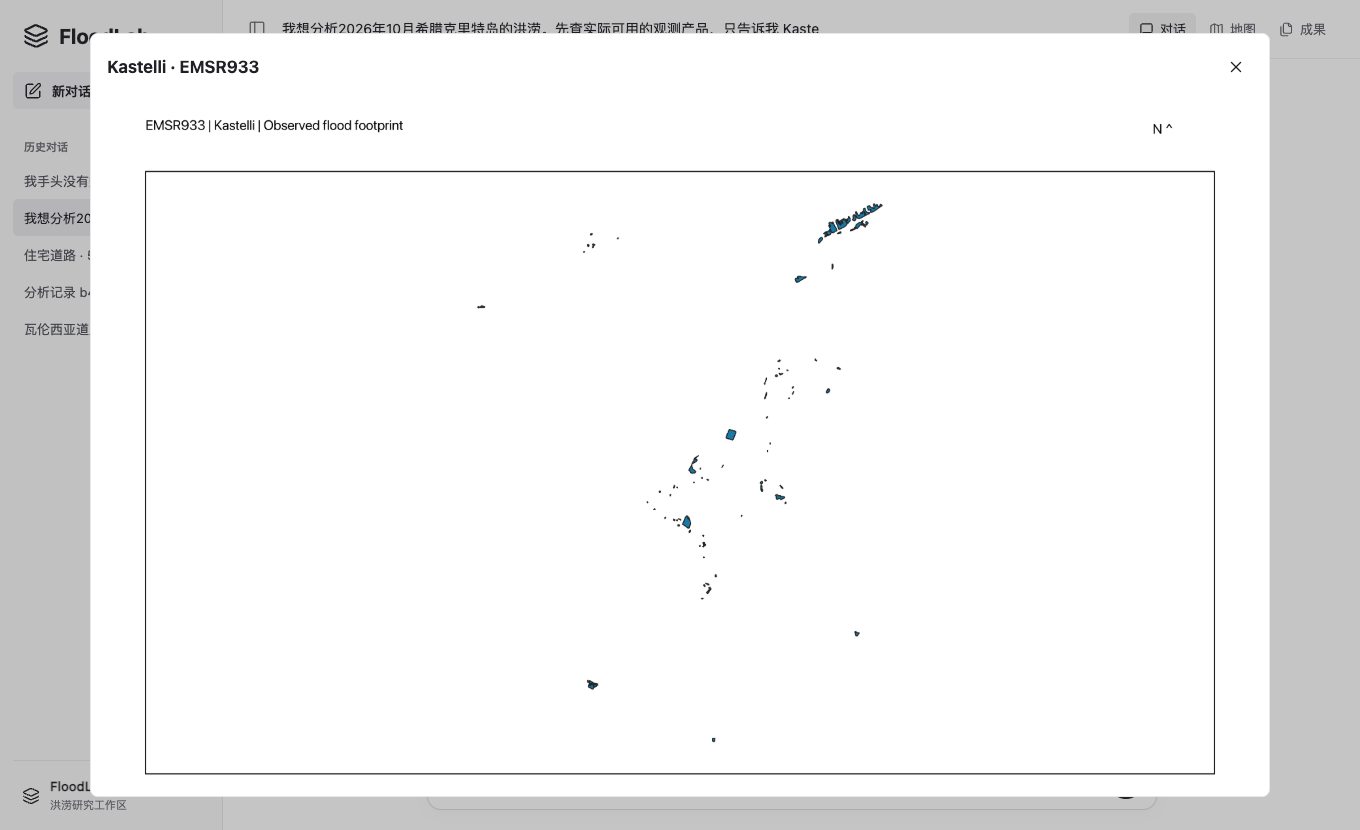 我想分析2026年10月希腊克里特岛的洪涝。先查实际可用的观测产品，只告诉我 Kaste
对话
地图
成果
Kastelli · EMSR933
新对话
EMSR933 | Kastelli | Observed flood footprint
N ^
历史对话
我手头没有
我想分析20
住宅道路 ·
分析记录 b
瓦伦西亚道
FloodL
洪涝研究工作区